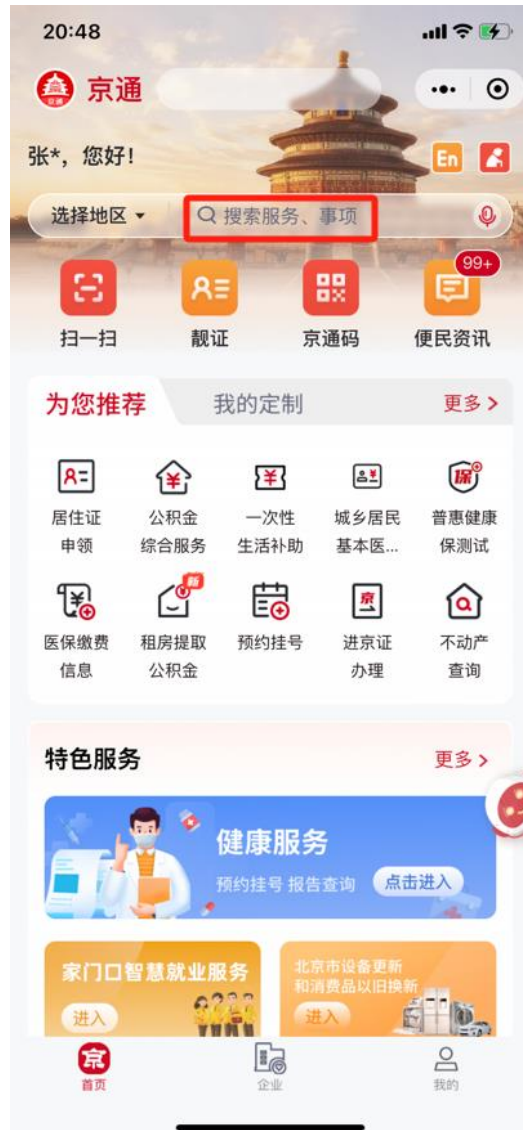 20:48
京通
张*，您好!
En
选择地区
搜索服务、事项
99+
扫一扫
靓证
京通码
便民资讯
为您推荐
我的定制
更多 >
居住证
申领
公积金
综合服务
一次性
生活补助
城乡居民
基本医...
保
普惠健康
保测试
医保缴费
信息
新
租房提取
公积金
预约挂号
京
进京证
办理
不动产
查询
特色服务
更多 >
健康服务
预约挂号 报告查询
点击进入
家门口智慧就业服务
进入
北京市设备更新
和消费品以旧换新
进入
京
首页
企业
我的